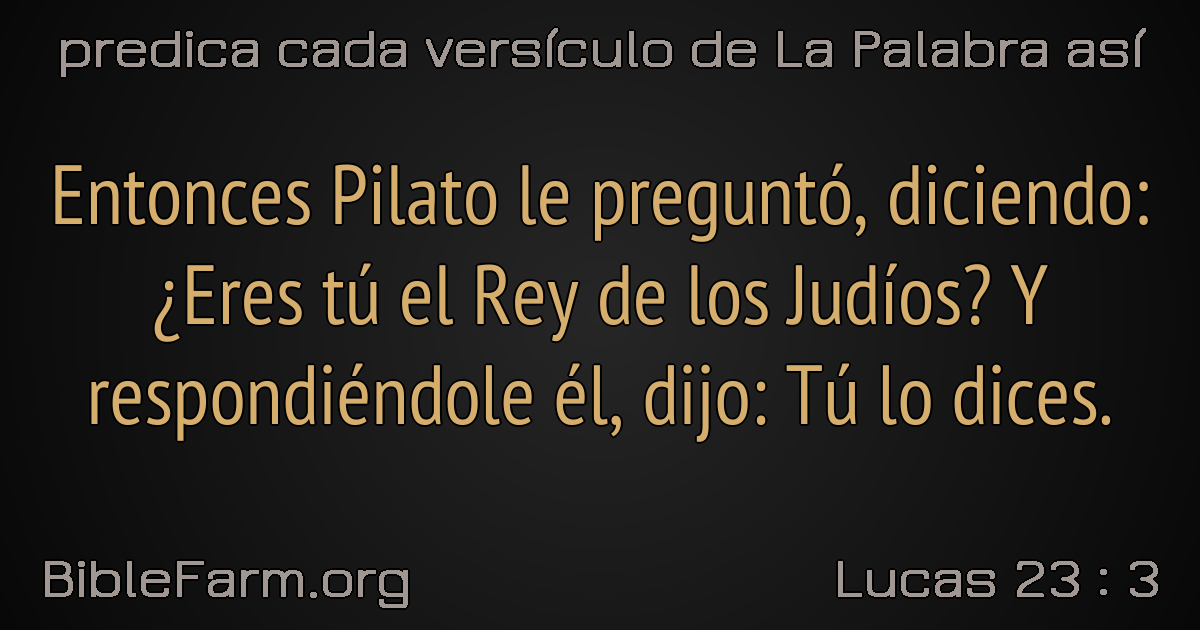 predica cada versículo de La Palabra así
Entonces Pilato le preguntó, diciendo:
¿Eres tú el Rey de los Judíos? Y
respondiéndole él, dijo: Tú lo dices.
BibleFarm.org
Lucas 23 : 3